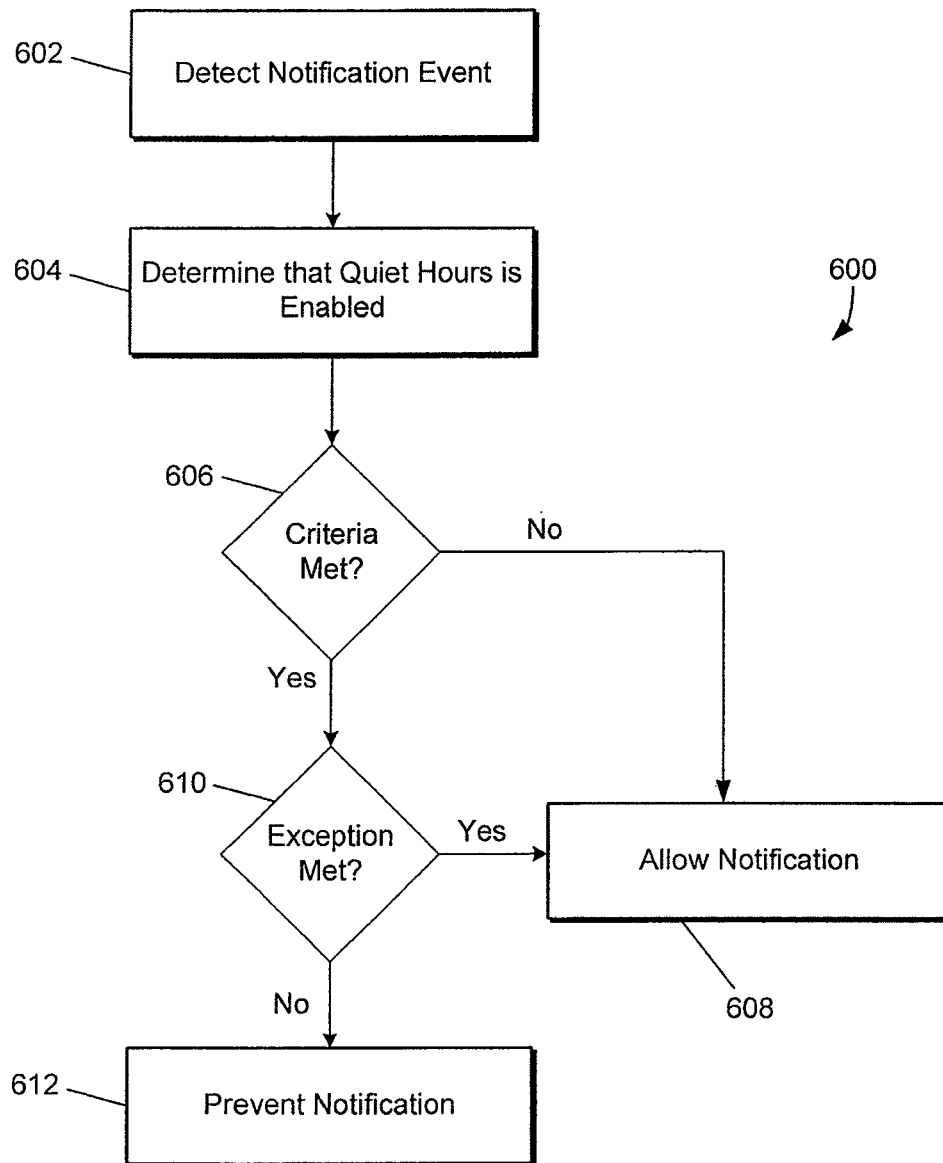 602
Detect Notification Event
604
Determine that Quiet Hours is
Enabled
600
606
Criteria
Met?
No
Yes
610
Exception
Met?
Yes
Allow Notification
608
No
612
Prevent Notification